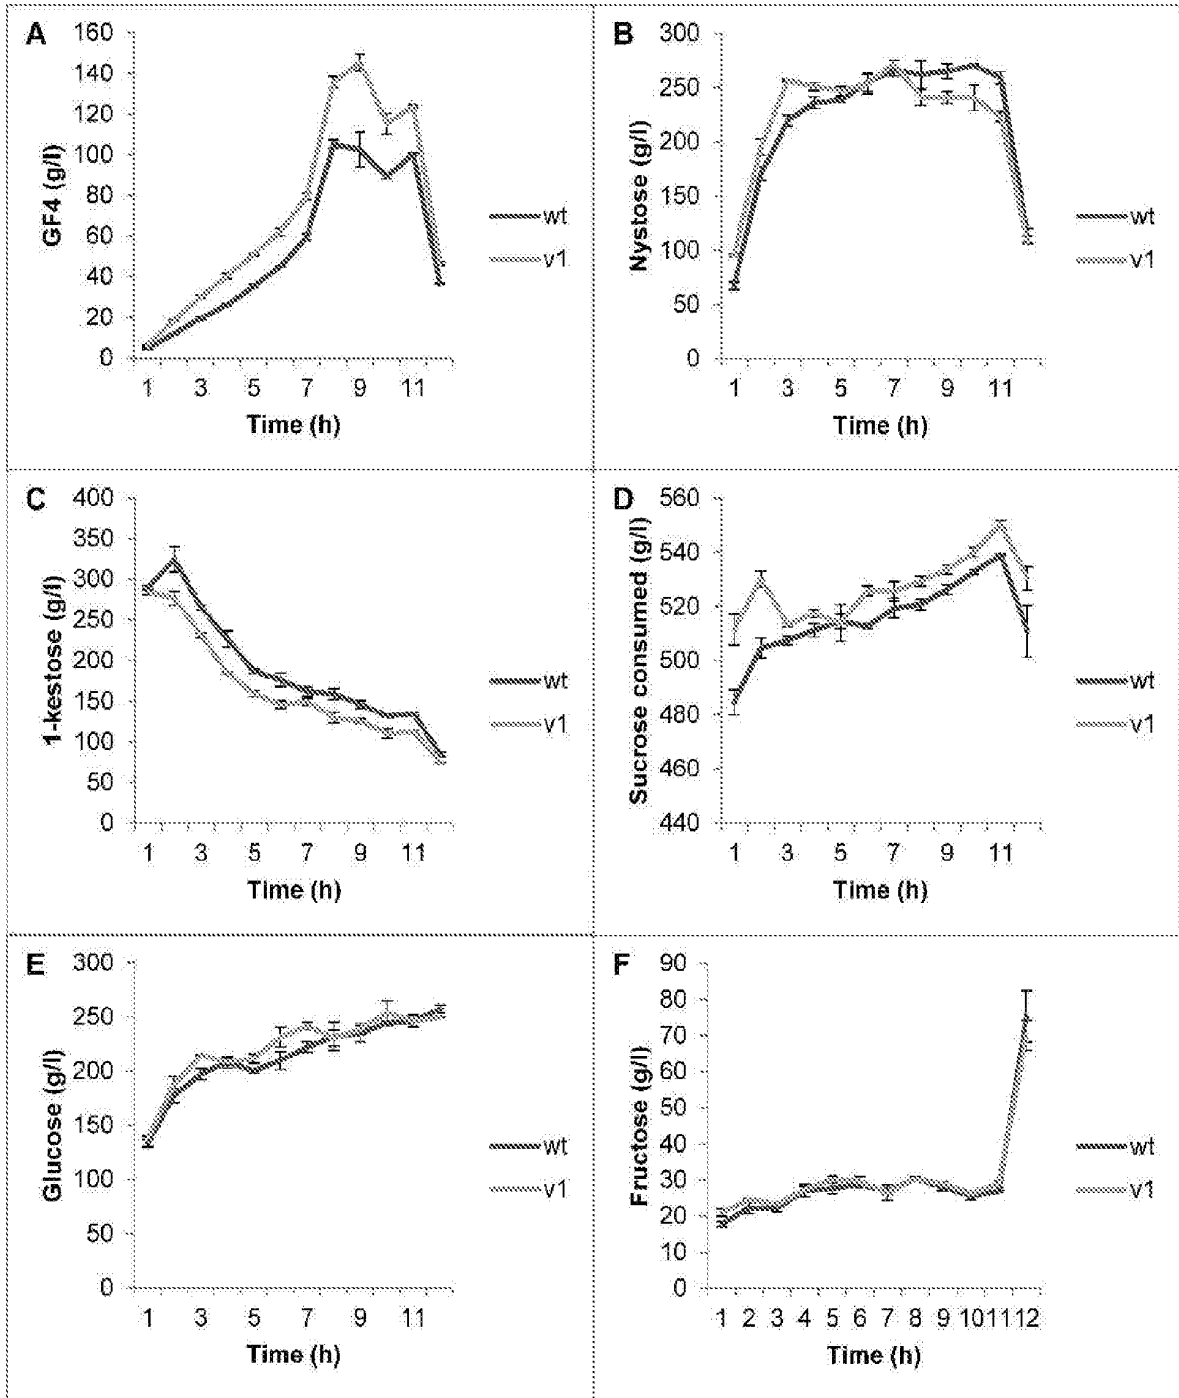 A
GF4 (g/l)
160
140
120
100
80
60
40
20
0
1 3 5 7 9 11
Time (h)
wt
v1
B
Nystose (g/l)
300
250
200
150
100
50
0
1 3 5 7 9 11
Time (h)
wt
v1
C
1-kestose (g/l)
400
350
300
250
200
150
100
50
0
1 3 5 7 9 11
Time (h)
wt
v1
D
Sucrose consumed (g/l)
560
540
520
500
480
460
440
1 3 5 7 9 11
Time (h)
wt
v1
E
Glucose (g/l)
300
250
200
150
100
50
0
1 3 5 7 9 11
Time (h)
wt
v1
F
Fructose (g/l)
90
80
70
60
50
40
30
20
10
0
1 2 3 4 5 6 7 8 9 10 11 12
Time (h)
wt
v1